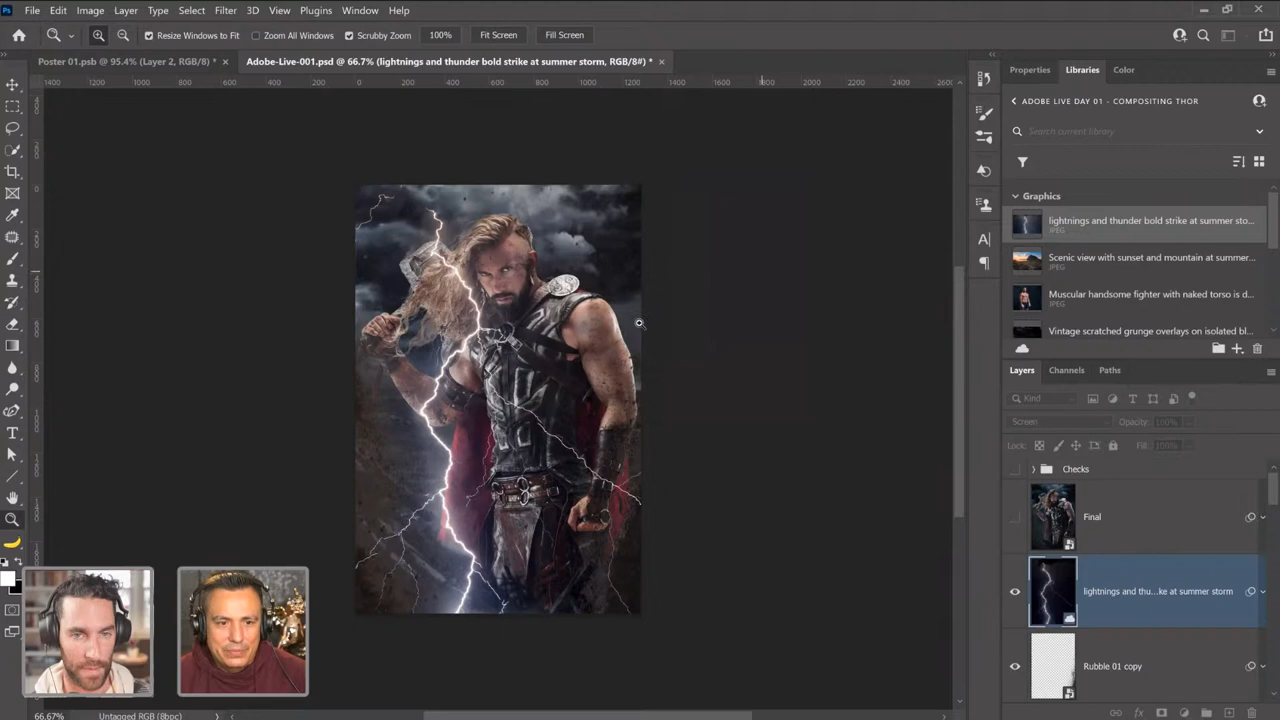 Ps File Edit Image Layer Type Select Filter 3D View Plugins Window Help
Resize Windows to Fit Zoom All Windows Scrubby Zoom 100% Fit Screen Fill Screen
Poster 01.psb @ 95.4% (Layer 2, RGB/8) * × Adobe-Live-001.psd @ 66.7% (lightnings and thunder bold strike at summer storm, RGB/8#) * ×
Properties Libraries Color
ADOBE LIVE DAY 01 - COMPOSITING THOR
Search current library
Graphics
lightnings and thunder bold strike at summer sto...
JPEG
Scenic view with sunset and mountain at summer...
JPEG
Muscular handsome fighter with naked torso is d...
JPEG
Vintage scratched grunge overlays on isolated bl...
Layers Channels Paths
Kind
Screen Opacity: 100%
Lock: Fill: 100%
Checks
Final
lightnings and thu...ke at summer storm
Rubble 01 copy
66.67% Untagged RGB (8bpc)